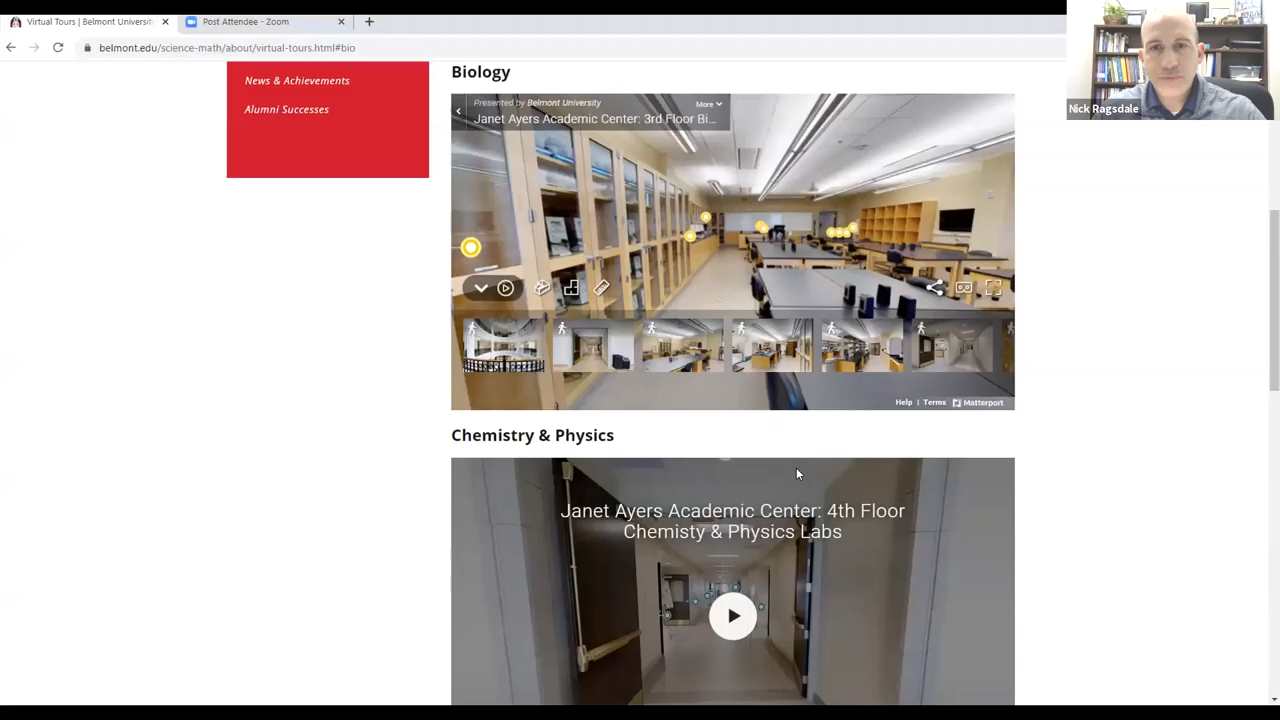 Virtual Tours | Belmont University
Post Attendee - Zoom
belmont.edu/science-math/about/virtual-tours.html#bio
Nick Ragsdale
News & Achievements
Alumni Successes
Biology
Presented by Belmont University
More
Janet Ayers Academic Center: 3rd Floor Bi...
Help | Terms Matterport
Chemistry & Physics
Janet Ayers Academic Center: 4th Floor
Chemisty & Physics Labs